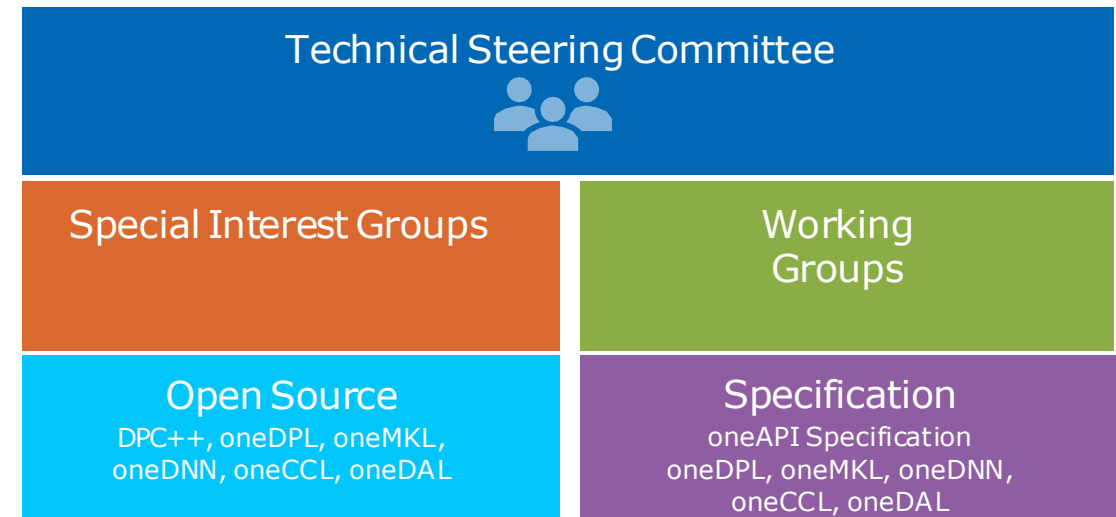 Technical Steering Committee
Special Interest Groups
Working
Groups
Open Source
DPC++, oneDPL, oneMKL,
oneDNN, oneCCL, oneDAL
Specification
oneAPI Specification
oneDPL, oneMKL, oneDNN,
oneCCL, oneDAL